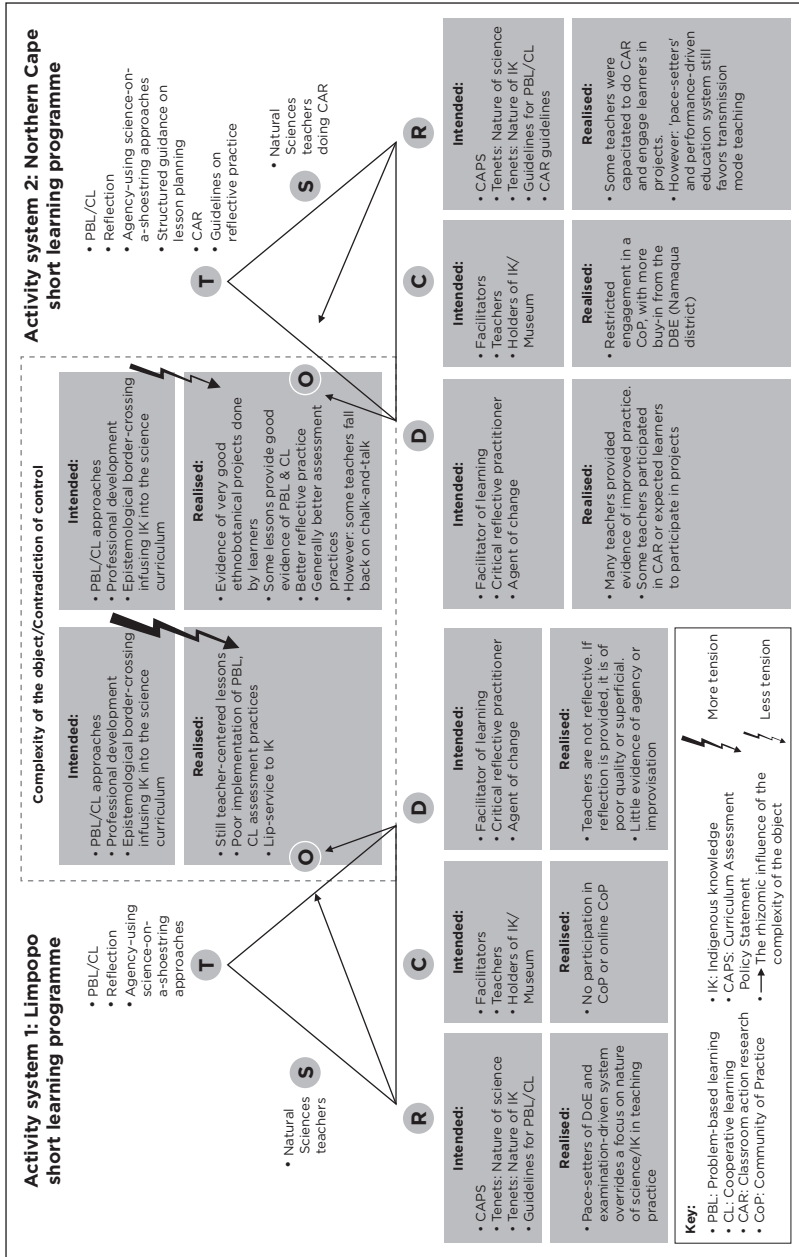 Activity system 1: Limpopo
short learning programme
• PBL/CL
• Reflection
• Agency–using
science-on-
a-shoestring
approaches
T
S
• Natural
Sciences
teachers
R
C
D
O
Intended:
• CAPS
• Tenets: Nature of science
• Tenets: Nature of IK
• Guidelines for PBL/CL
Realised:
• Pace-setters of DoE and
examination-driven system
overrides a focus on nature
of science/IK in teaching
practice
Intended:
• Facilitators
• Teachers
• Holders of IK/
Museum
Realised:
• No participation in
CoP or online CoP
Intended:
• Facilitator of learning
• Critical reflective practitioner
• Agent of change
Realised:
• Teachers are not reflective. If
reflection is provided, it is of
poor quality or superficial.
• Little evidence of agency or
improvisation
Complexity of the object/Contradiction of control
Intended:
• PBL/CL approaches
• Professional development
• Epistemological border-crossing
infusing IK into the science
curriculum
Realised:
• Still teacher-centered lessons
• Poor implementation of PBL,
CL assessment practices
• Lip-service to IK
Intended:
• PBL/CL approaches
• Professional development
• Epistemological border-crossing
infusing IK into the science
curriculum
Realised:
• Evidence of very good
ethnobotanical projects done
by learners
• Some lessons provide good
evidence of PBL & CL
• Better reflective practice
• Generally better assessment
practices
• However: some teachers fall
back on chalk-and-talk
Activity system 2: Northern Cape
short learning programme
• PBL/CL
• Reflection
• Agency–using science-on-
a-shoestring approaches
• Structured guidance on
lesson planning
• CAR
• Guidelines on
reflective practice
T
S
• Natural
Sciences
teachers
doing CAR
O
D
C
R
Intended:
• Facilitator of learning
• Critical reflective practitioner
• Agent of change
Realised:
• Many teachers provided
evidence of improved practice.
• Some teachers participated
in CAR or expected learners
to participate in projects
Intended:
• Facilitators
• Teachers
• Holders of IK/
Museum
Realised:
• Restricted
engagement in a
CoP, with more
buy-in from the
DBE (Namaqua
district)
Intended:
• CAPS
• Tenets: Nature of science
• Tenets: Nature of IK
• Guidelines for PBL/CL
• CAR guidelines
Realised:
• Some teachers were
capacitated to do CAR
and engage learners in
projects.
• However: 'pace-setters'
and performance-driven
education system still
favors transmission
mode teaching
Key:
• PBL: Problem-based learning
• CL: Cooperative learning
• CAR: Classroom action research
• CoP: Community of Practice
• IK: Indigenous knowledge
• CAPS: Curriculum Assessment
Policy Statement
• The rhizomic influence of the
complexity of the object
More tension
Less tension